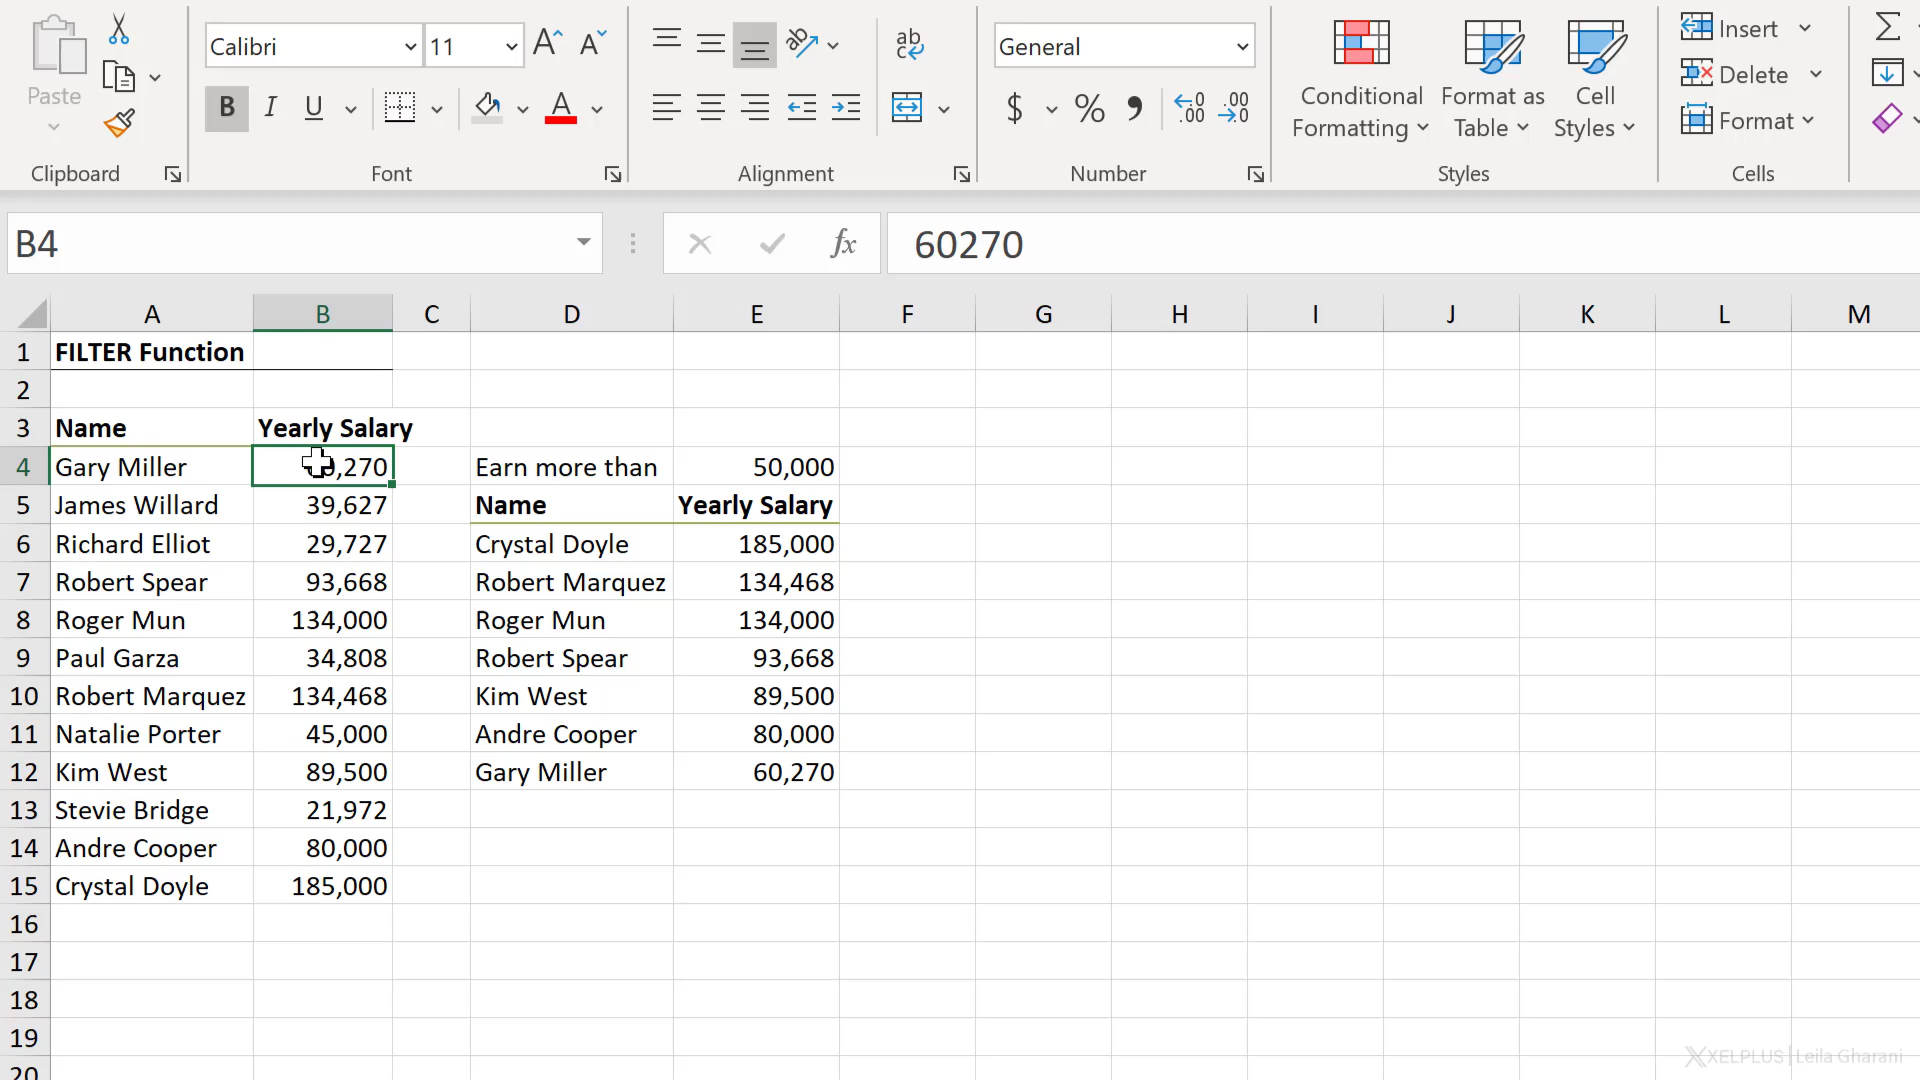 Calibri 11 General Insert
Delete
Paste B I U $ % Conditional Formatting Format as Table Cell Styles Format
Clipboard Font Alignment Number Styles Cells
B4 fx 60270
A B C D E F G H I J K L M
1 FILTER Function
2
3 Name Yearly Salary
4 Gary Miller ,270 Earn more than 50,000
5 James Willard 39,627 Name Yearly Salary
6 Richard Elliot 29,727 Crystal Doyle 185,000
7 Robert Spear 93,668 Robert Marquez 134,468
8 Roger Mun 134,000 Roger Mun 134,000
9 Paul Garza 34,808 Robert Spear 93,668
10 Robert Marquez 134,468 Kim West 89,500
11 Natalie Porter 45,000 Andre Cooper 80,000
12 Kim West 89,500 Gary Miller 60,270
13 Stevie Bridge 21,972
14 Andre Cooper 80,000
15 Crystal Doyle 185,000
16
17
18
19
20
XELPLUS | Leila Gharani